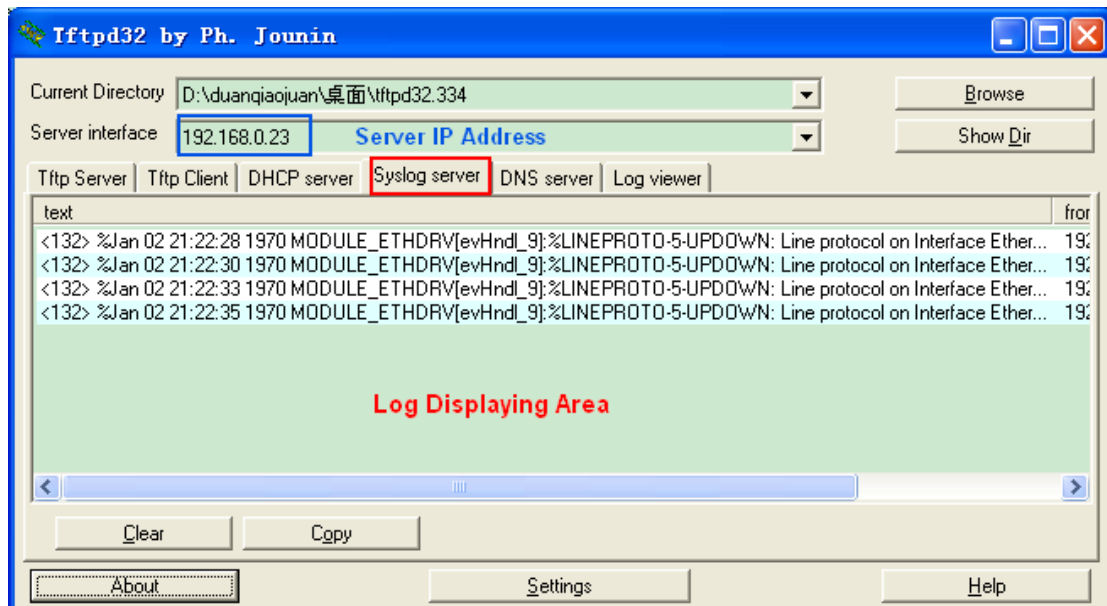 Tftpd32 by Ph. Jounin
Current Directory D:\duanqiaojuan\桌面\tftpd32.334 Browse
Server interface 192.168.0.23 Server IP Address Show Dir
Tftp Server Tftp Client DHCP server Syslog server DNS server Log viewer
text fror
<132> %Jan 02 21:22:28 1970 MODULE_ETHDRV[evHndl_9]:%LINEPROTO-5-UPDOWN: Line protocol on Interface Ether... 192
<132> %Jan 02 21:22:30 1970 MODULE_ETHDRV[evHndl_9]:%LINEPROTO-5-UPDOWN: Line protocol on Interface Ether... 192
<132> %Jan 02 21:22:33 1970 MODULE_ETHDRV[evHndl_9]:%LINEPROTO-5-UPDOWN: Line protocol on Interface Ether... 192
<132> %Jan 02 21:22:35 1970 MODULE_ETHDRV[evHndl_9]:%LINEPROTO-5-UPDOWN: Line protocol on Interface Ether... 192
Log Displaying Area
Clear Copy
About Settings Help